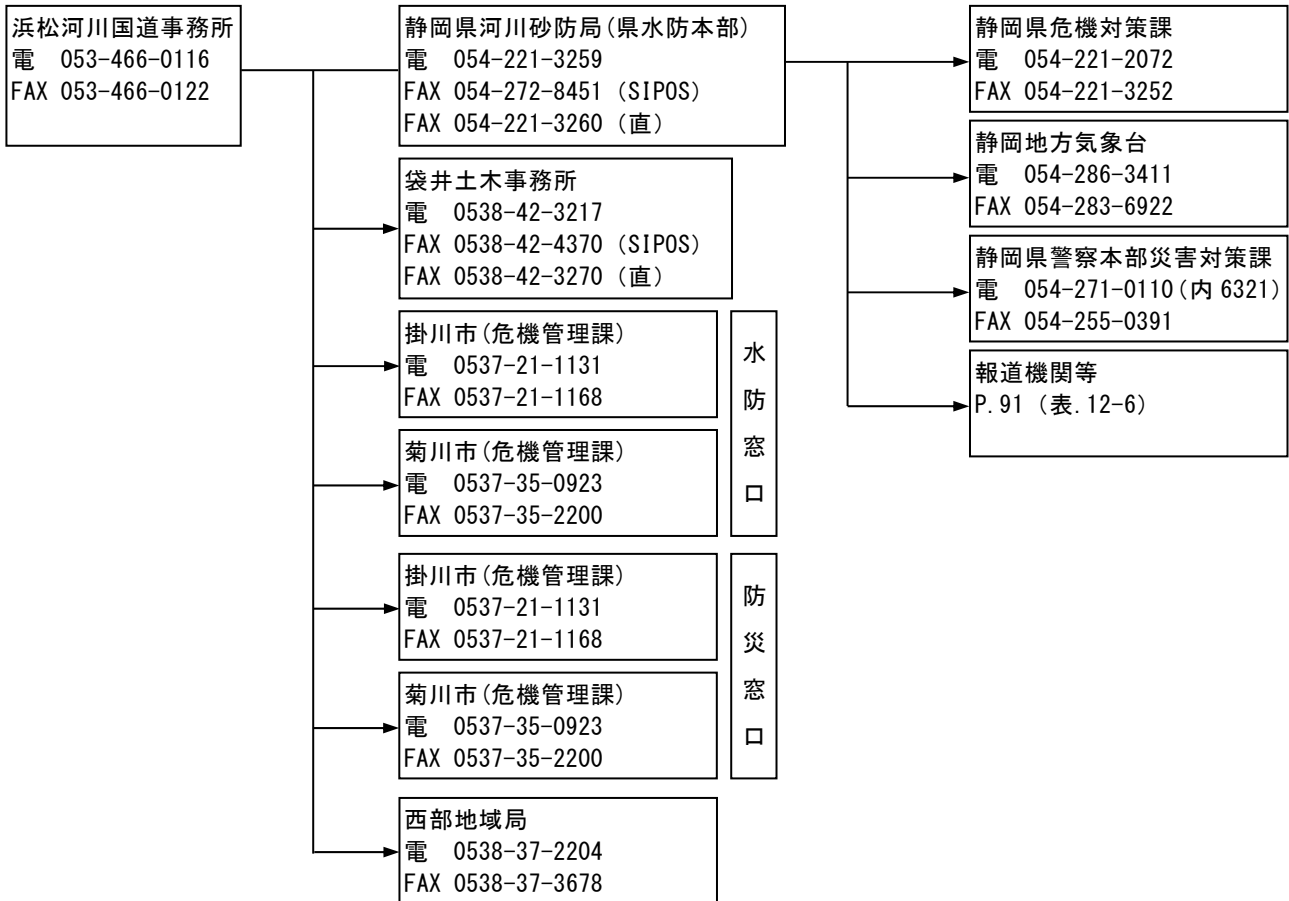 浜松河川国道事務所
電　053-466-0116
FAX 053-466-0122
静岡県河川砂防局(県水防本部)
電　054-221-3259
FAX 054-272-8451 (SIPOS)
FAX 054-221-3260 (直)
袋井土木事務所
電　0538-42-3217
FAX 0538-42-4370 (SIPOS)
FAX 0538-42-3270 (直)
掛川市(危機管理課)
電　0537-21-1131
FAX 0537-21-1168
菊川市(危機管理課)
電　0537-35-0923
FAX 0537-35-2200
水防窓口
掛川市(危機管理課)
電　0537-21-1131
FAX 0537-21-1168
菊川市(危機管理課)
電　0537-35-0923
FAX 0537-35-2200
防災窓口
西部地域局
電　0538-37-2204
FAX 0538-37-3678
静岡県危機対策課
電　054-221-2072
FAX 054-221-3252
静岡地方気象台
電　054-286-3411
FAX 054-283-6922
静岡県警察本部災害対策課
電　054-271-0110(内 6321)
FAX 054-255-0391
報道機関等
P.91 (表.12-6)